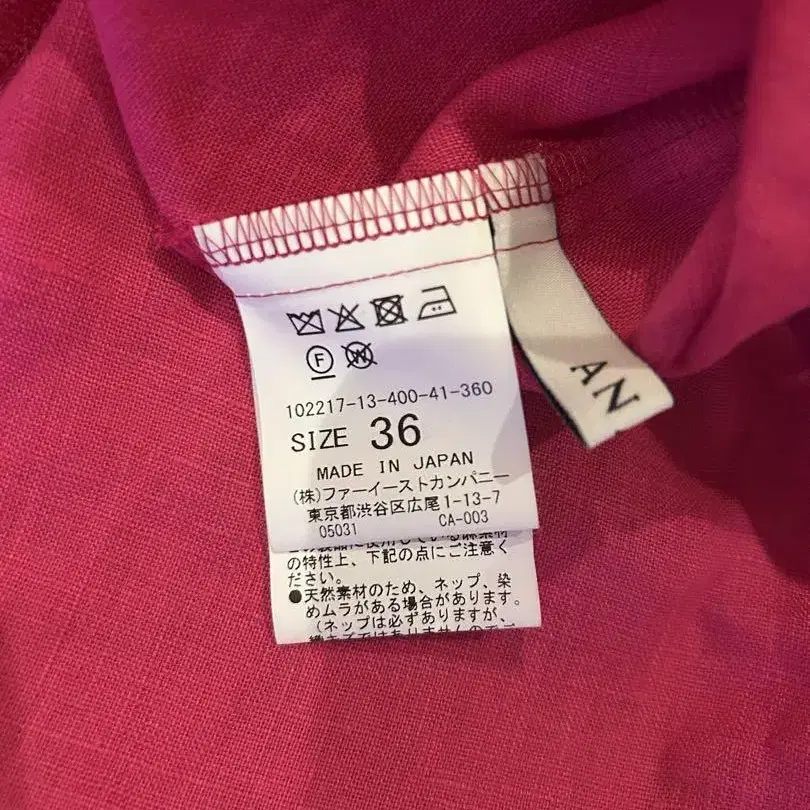 F
W
102217-13-400-41-360
SIZE 36
MADE IN JAPAN
(株)ファーイーストカンパニー
東京都渋谷区広尾1-13-7
05031 CA-003
の特性上、下記の点にご注意く
ださい。
●天然素材のため、ネップ、染
めムラがある場合があります。
(ネップは必ずありますが、
AN